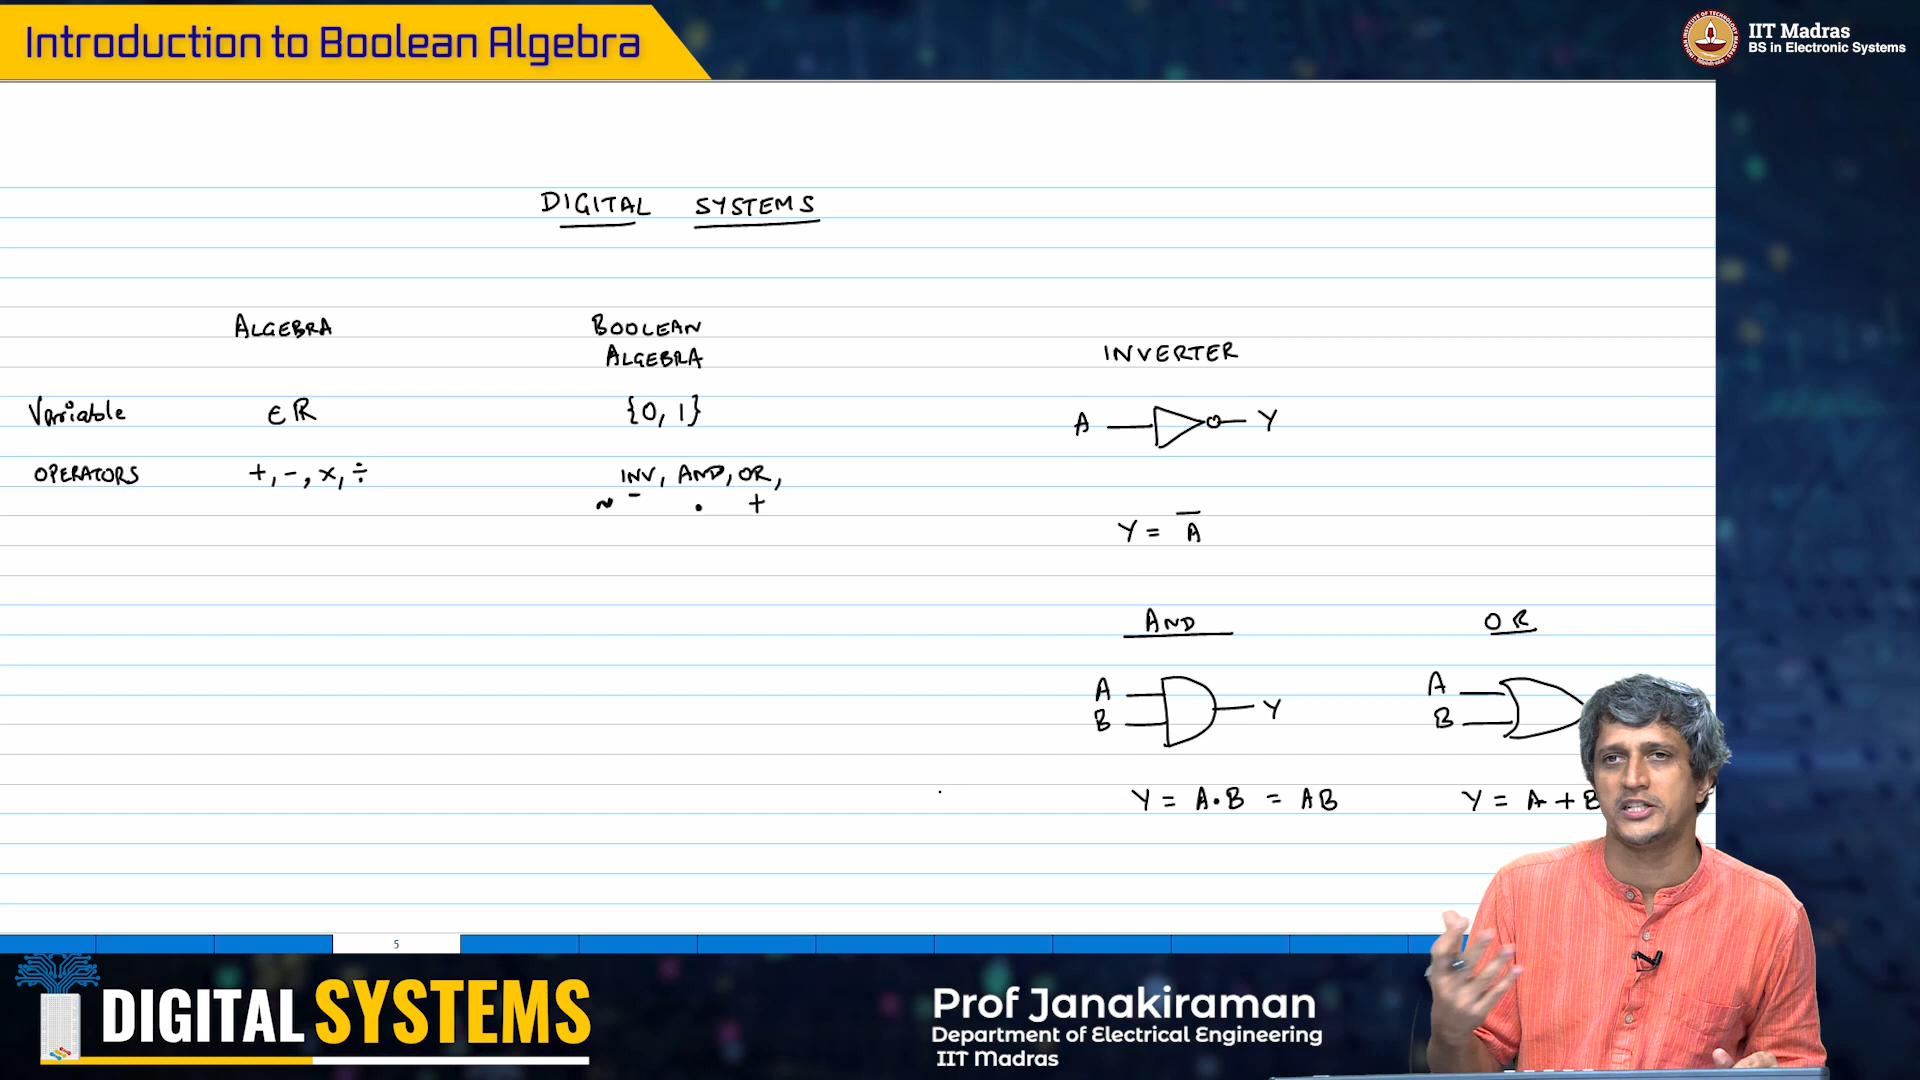 Introduction to Boolean Algebra
IIT Madras
BS in Electronic Systems
DIGITAL SYSTEMS
ALGEBRA
BOOLEAN
ALGEBRA
INVERTER
Variable ∈ R {0, 1}
A Y
OPERATORS +, -, x, ÷ INV, AND, OR,
~ - . +
Y = A̅
AND OR
A
B
Y
A
B
Y = A•B = AB
Y = A + B
5
DIGITAL SYSTEMS
Prof Janakiraman
Department of Electrical Engineering
IIT Madras